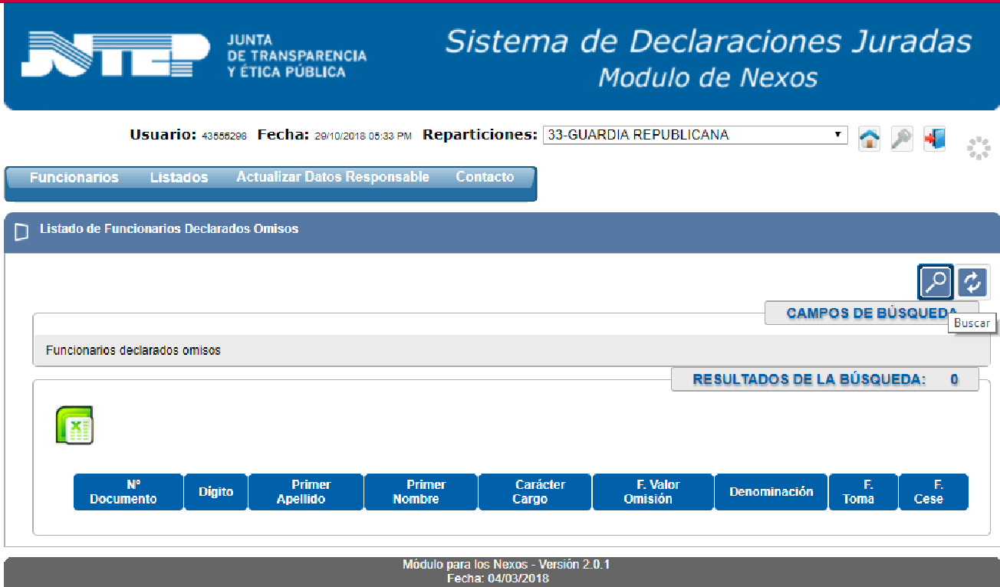 JUTEP
JUNTA
DE TRANSPARENCIA
Y ÉTICA PÚBLICA
Sistema de Declaraciones Juradas
Modulo de Nexos
Usuario: 43555298 Fecha: 29/10/2018 05:33 PM Reparticiones: 33-GUARDIA REPUBLICANA
Funcionarios Listados Actualizar Datos Responsable Contacto
Listado de Funcionarios Declarados Omisos
CAMPOS DE BÚSQUEDA
Buscar
Funcionarios declarados omisos
RESULTADOS DE LA BÚSQUEDA: 0
Nº Documento
Dígito
Primer Apellido
Primer Nombre
Carácter Cargo
F. Valor Omisión
Denominación
F. Toma
F. Cese
Módulo para los Nexos - Versión 2.0.1
Fecha: 04/03/2018